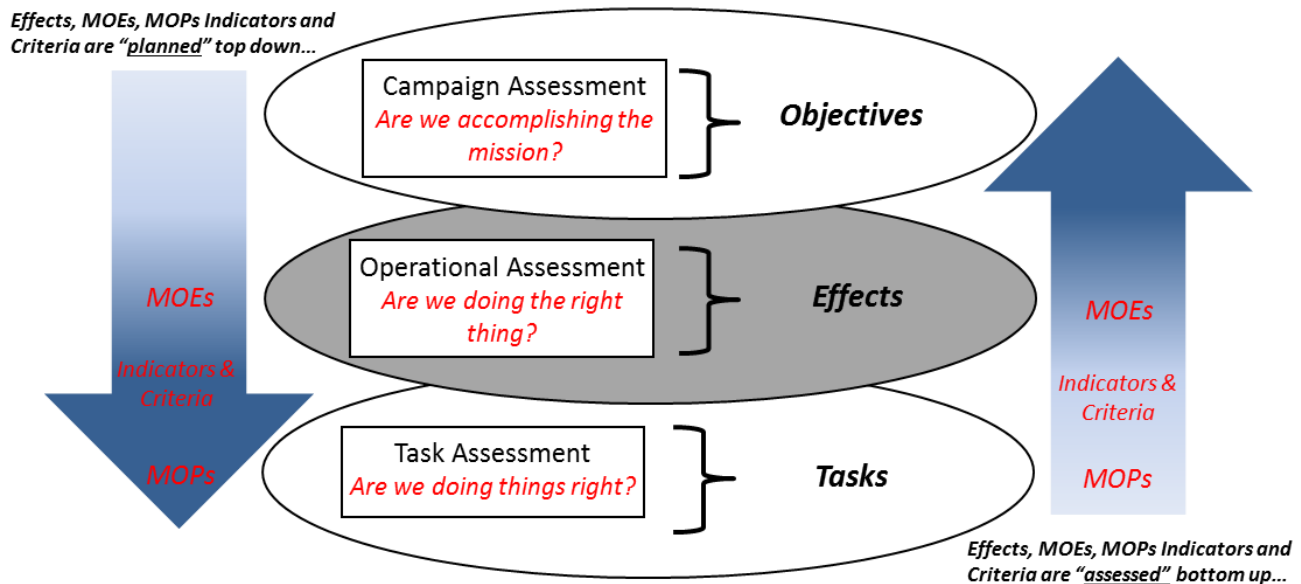 Effects, MOEs, MOPs Indicators and
Criteria are “planned” top down...
Campaign Assessment
Are we accomplishing the
mission?
Objectives
Operational Assessment
Are we doing the right
thing?
Effects
Task Assessment
Are we doing things right?
Tasks
MOEs
Indicators &
Criteria
MOPs
MOEs
Indicators &
Criteria
MOPs
Effects, MOEs, MOPs Indicators and
Criteria are “assessed” bottom up...